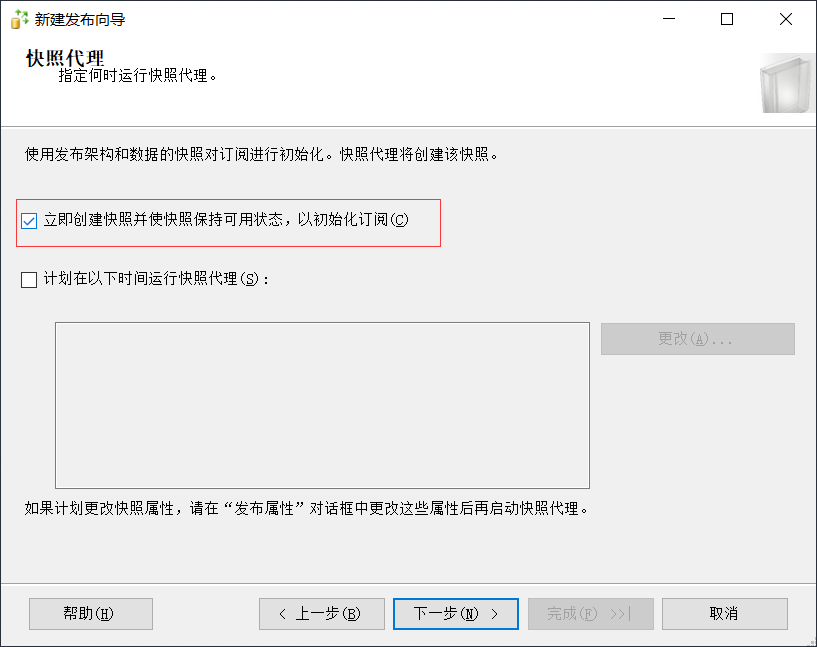 新建发布向导
快照代理
指定何时运行快照代理。
使用发布架构和数据的快照对订阅进行初始化。快照代理将创建该快照。
立即创建快照并使快照保持可用状态，以初始化订阅(C)
计划在以下时间运行快照代理(S)：
更改(A)...
如果计划更改快照属性，请在“发布属性”对话框中更改这些属性后再启动快照代理。
帮助(H)
< 上一步(B)
下一步(N) >
完成(F) >>|
取消